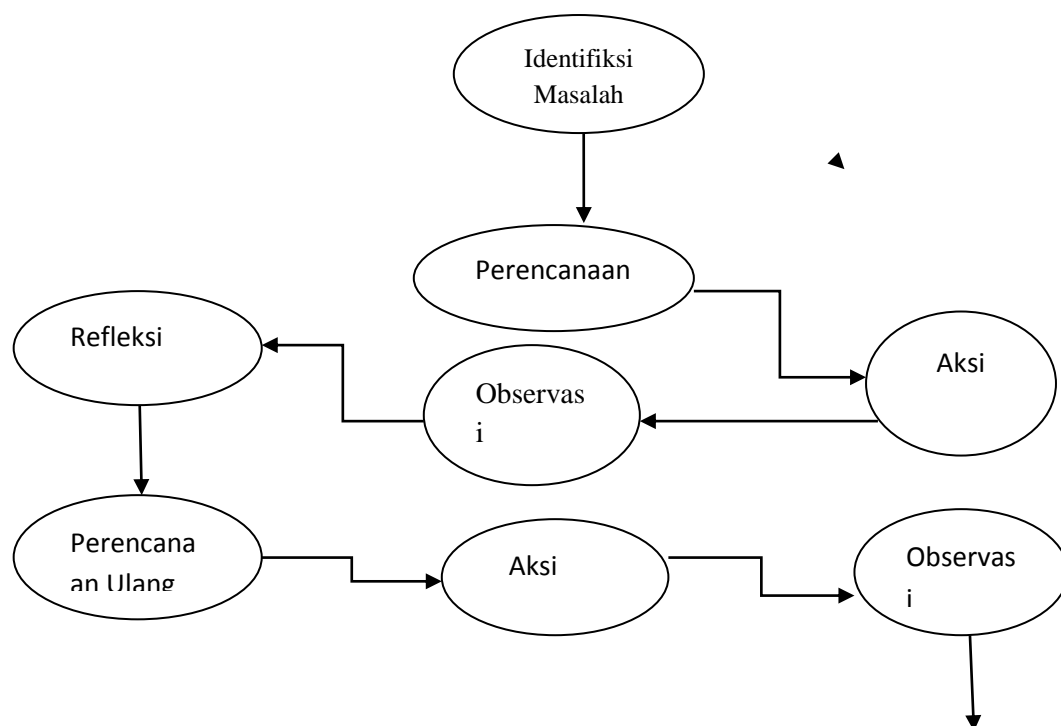 Identifiksi
Masalah
Perencanaan
Aksi
Observas
i
Refleksi
Perencana
an Ulang
Aksi
Observas
i